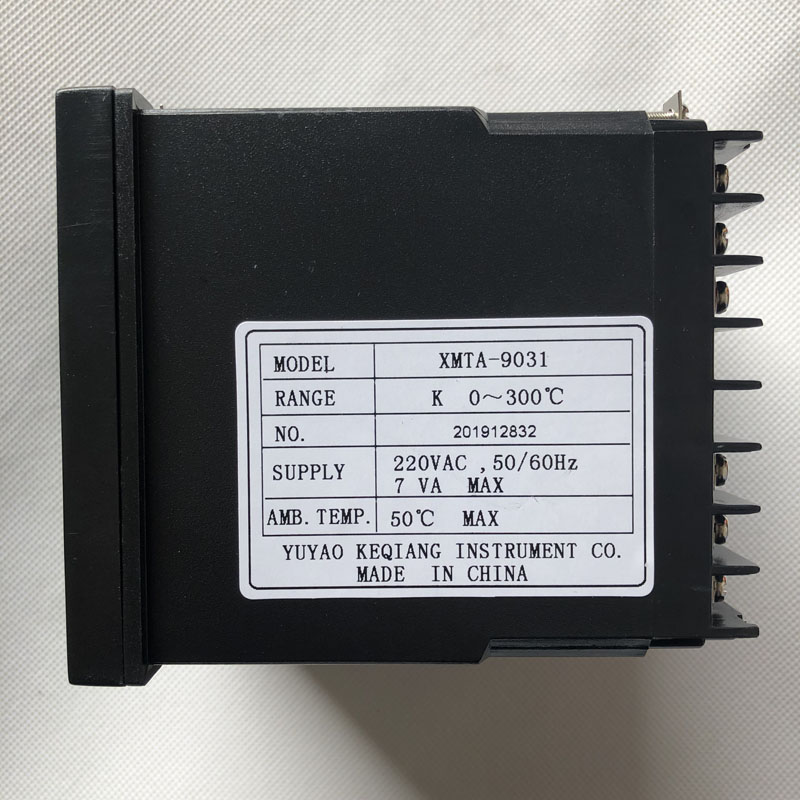 MODEL XMTA-9031
RANGE K 0～300℃
NO. 201912832
SUPPLY 220VAC ,50/60Hz
7 VA MAX
AMB. TEMP. 50℃ MAX
YUYAO KEQIANG INSTRUMENT CO.
MADE IN CHINA